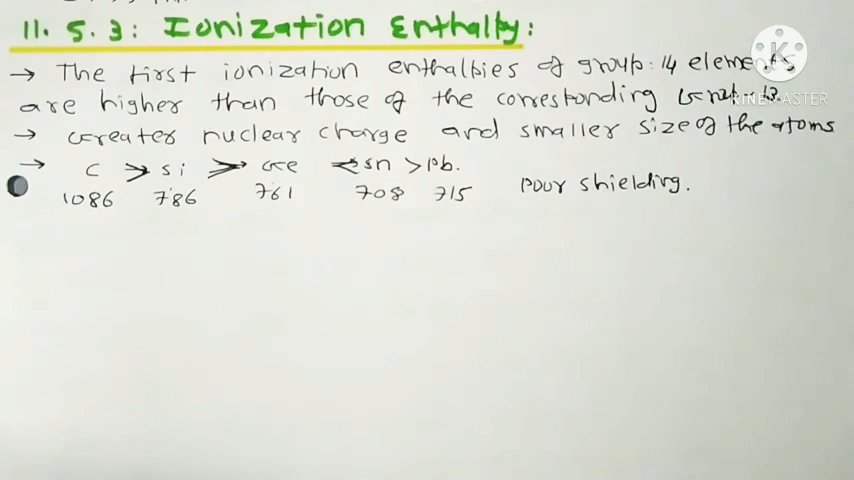 11.5.3: Ionization Enthalpy:
→ The first ionization enthalpies of group:14 elements
are higher than those of the corresponding
KINEMASTER
→ Greater nuclear charge and smaller size of the atoms
→ C > Si > Ge Sn > Pb.
1086 786 761 708 715 poor shielding.